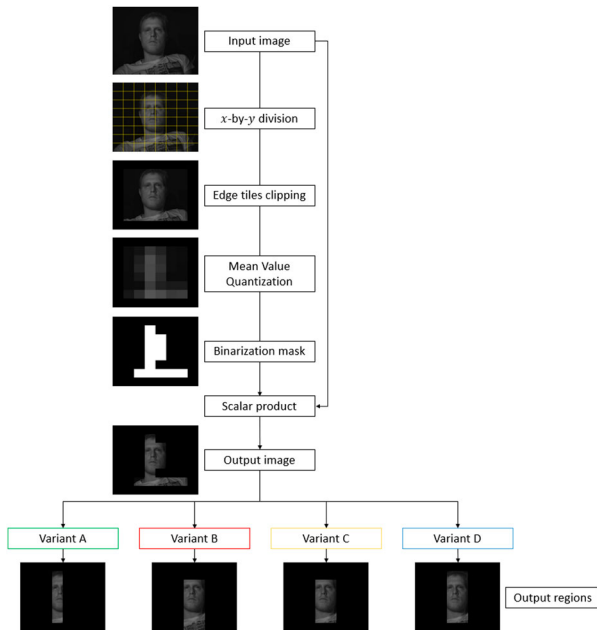 Input image
x-by-y division
Edge tiles clipping
Mean Value
Quantization
Binarization mask
Scalar product
Output image
Variant A
Variant B
Variant C
Variant D
Output regions